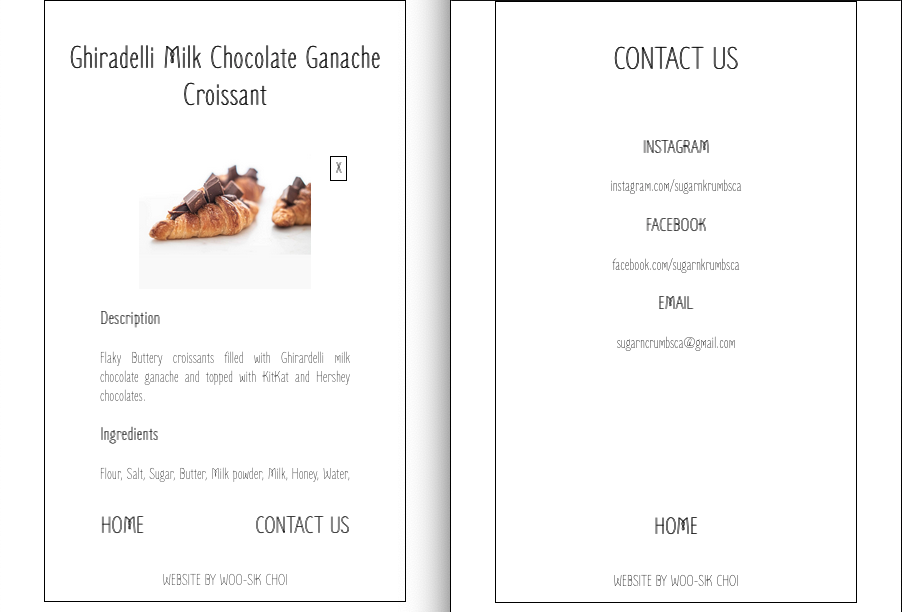 Ghiradelli Milk Chocolate Ganache
Croissant
X
Description
Flaky Buttery croissants filled with Ghirardelli milk
chocolate ganache and topped with KitKat and Hershey
chocolates.
Ingredients
Flour, Salt, Sugar, Butter, Milk powder, Milk, Honey, Water,
HOME
CONTACT US
WEBSITE BY WOO-SIK CHOI
CONTACT US
INSTAGRAM
instagram.com/sugarnkrumbsca
FACEBOOK
facebook.com/sugarnkrumbsca
EMAIL
sugarncrumbsca@gmail.com
HOME
WEBSITE BY WOO-SIK CHOI